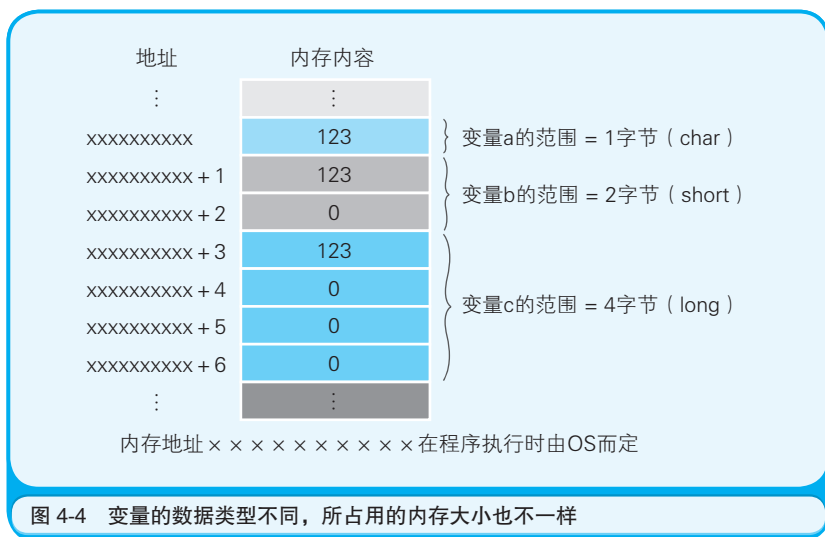 地址 内存内容
⋮ ⋮
xxxxxxxxxx 123 变量a的范围 = 1字节（char）
xxxxxxxxxx + 1 123
变量b的范围 = 2字节（short）
xxxxxxxxxx + 2 0
xxxxxxxxxx + 3 123
xxxxxxxxxx + 4 0
变量c的范围 = 4字节（long）
xxxxxxxxxx + 5 0
xxxxxxxxxx + 6 0
⋮ ⋮
内存地址××××××××××在程序执行时由OS而定
图 4-4 变量的数据类型不同，所占用的内存大小也不一样